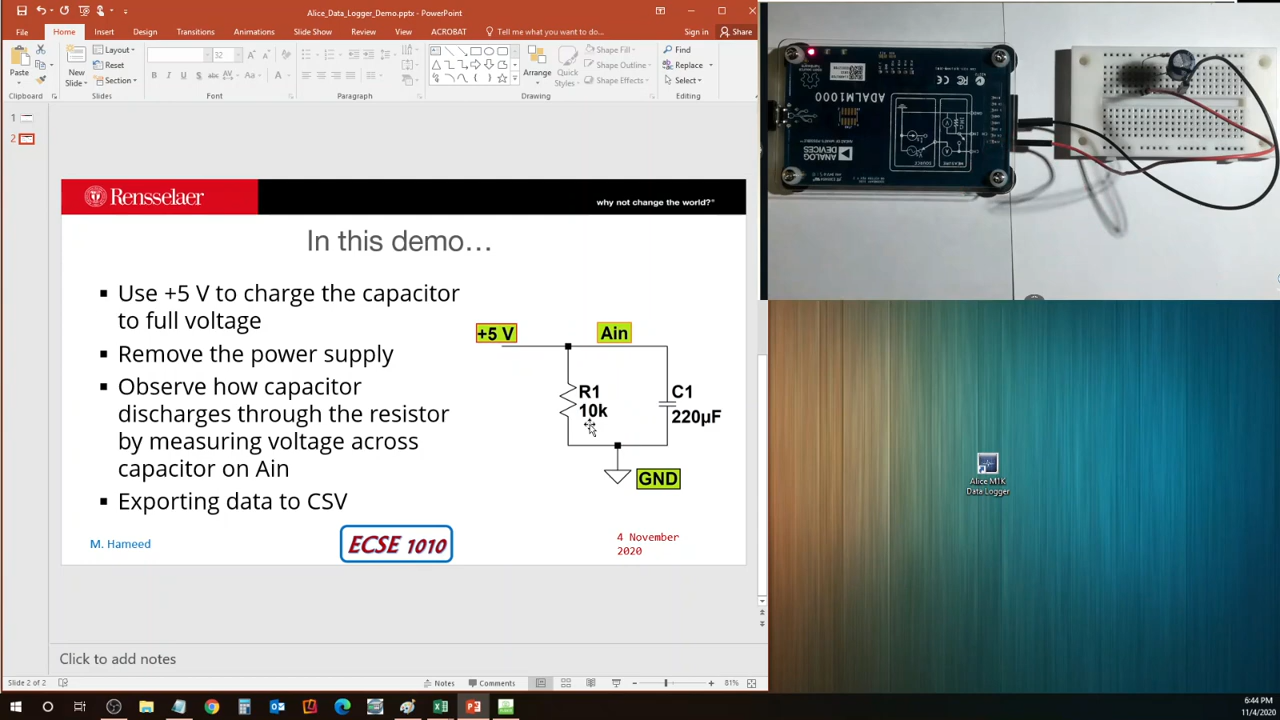 Alice_Data_Logger_Demo.pptx - PowerPoint
File Home Insert Design Transitions Animations Slide Show Review View ACROBAT Tell me what you want to do... Sign in Share
Paste
New Slide
Layout
Reset
Section
32
Arrange
Quick Styles
Shape Fill
Shape Outline
Shape Effects
Find
Replace
Select
Clipboard Slides Font Paragraph Drawing Editing
1
2
Rensselaer
why not change the world?®
In this demo…
Use +5 V to charge the capacitor
to full voltage
Remove the power supply
Observe how capacitor
discharges through the resistor
by measuring voltage across
capacitor on Ain
Exporting data to CSV
+5 V
Ain
R1
10k
C1
220µF
GND
M. Hameed
ECSE 1010
4 November
2020
Click to add notes
Slide 2 of 2
Notes
Comments
81%
ADALM1000
ANALOG
DEVICES
SOURCE
MEASURE
Alice M1K
Data Logger
6:44 PM
11/4/2020